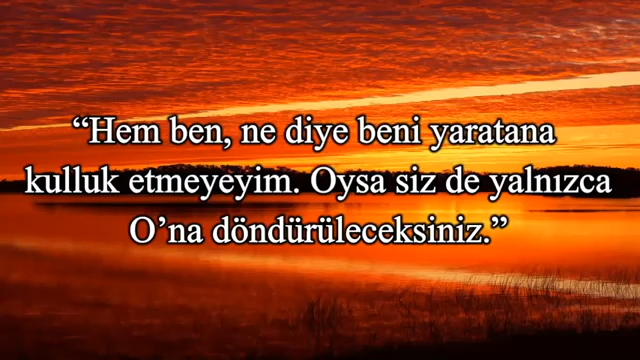 “Hem ben, ne diye beni yaratana
kulluk etmeyeyim. Oysa siz de yalnızca
O’na döndürüleceksiniz.”